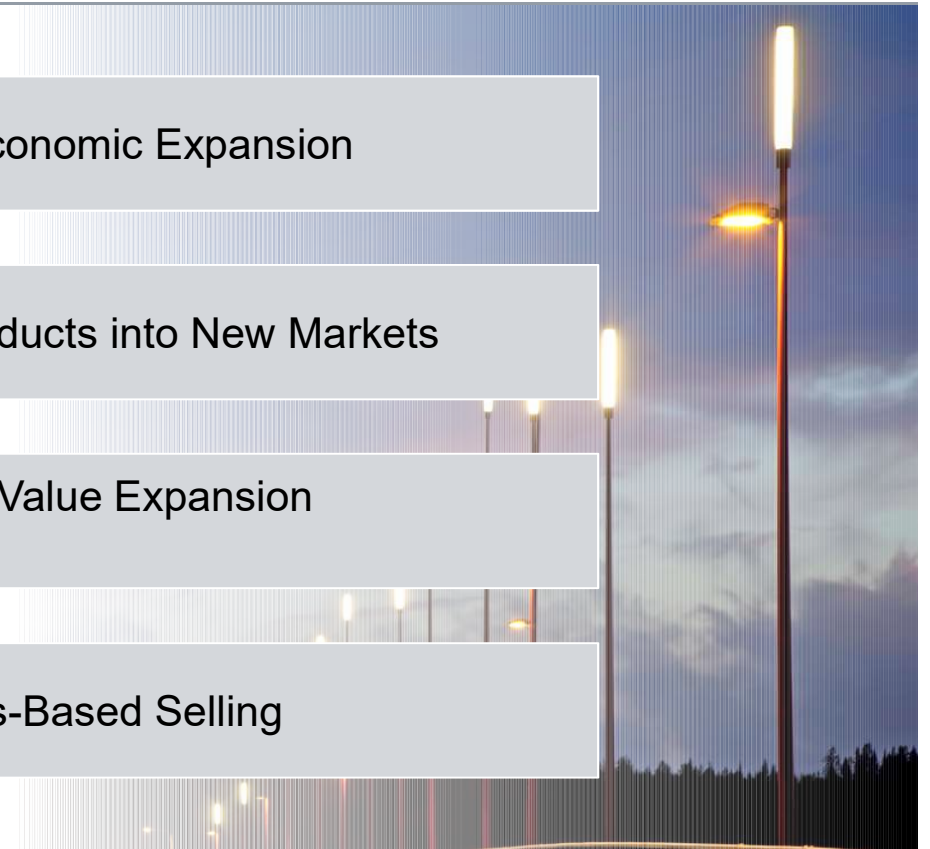 conomic Expansion
ducts into New Markets
Value Expansion
s-Based Selling